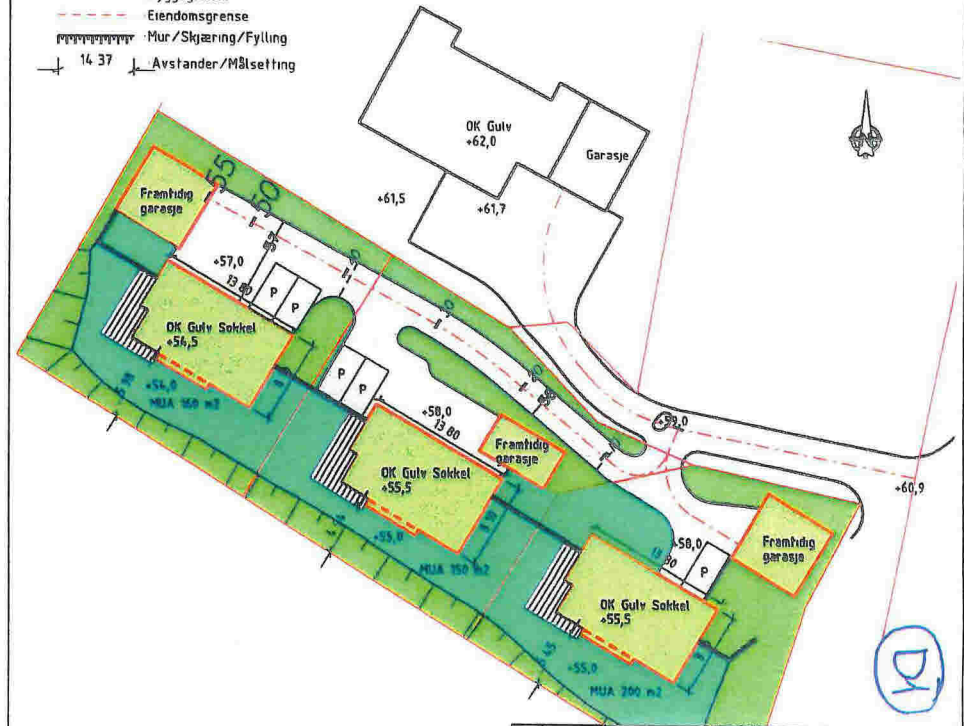 Eiendomsgrense
Mur/Skjæring/Fylling
14 37 Avstander/Målsetting
OK Gulv
+62,0
Garasje
+61,5
+61,7
Framtidig
garasje
55
50
+57,0
13 80
P
P
OK Gulv Sokkel
+54,5
+54,0
MUA 160 m2
P
P
+58,0
13 80
Framtidig
garasje
OK Gulv Sokkel
+55,5
+55,0
MUA 150 m2
+60,9
+58,0
P
Framtidig
garasje
OK Gulv Sokkel
+55,5
+55,0
MUA 200 m2